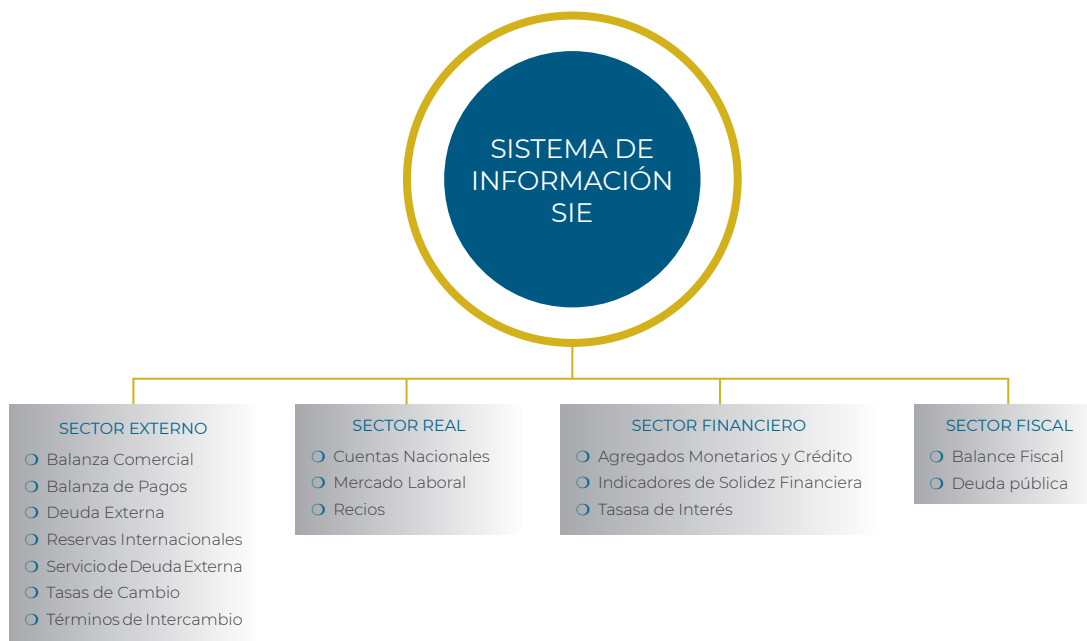 SISTEMA DE
INFORMACIÓN
SIE
SECTOR EXTERNO
❍ Balanza Comercial
❍ Balanza de Pagos
❍ Deuda Externa
❍ Reservas Internacionales
❍ Servicio de Deuda Externa
❍ Tasas de Cambio
❍ Términos de Intercambio
SECTOR REAL
❍ Cuentas Nacionales
❍ Mercado Laboral
❍ Recios
SECTOR FINANCIERO
❍ Agregados Monetarios y Crédito
❍ Indicadores de Solidez Financiera
❍ Tasasa de Interés
SECTOR FISCAL
❍ Balance Fiscal
❍ Deuda pública